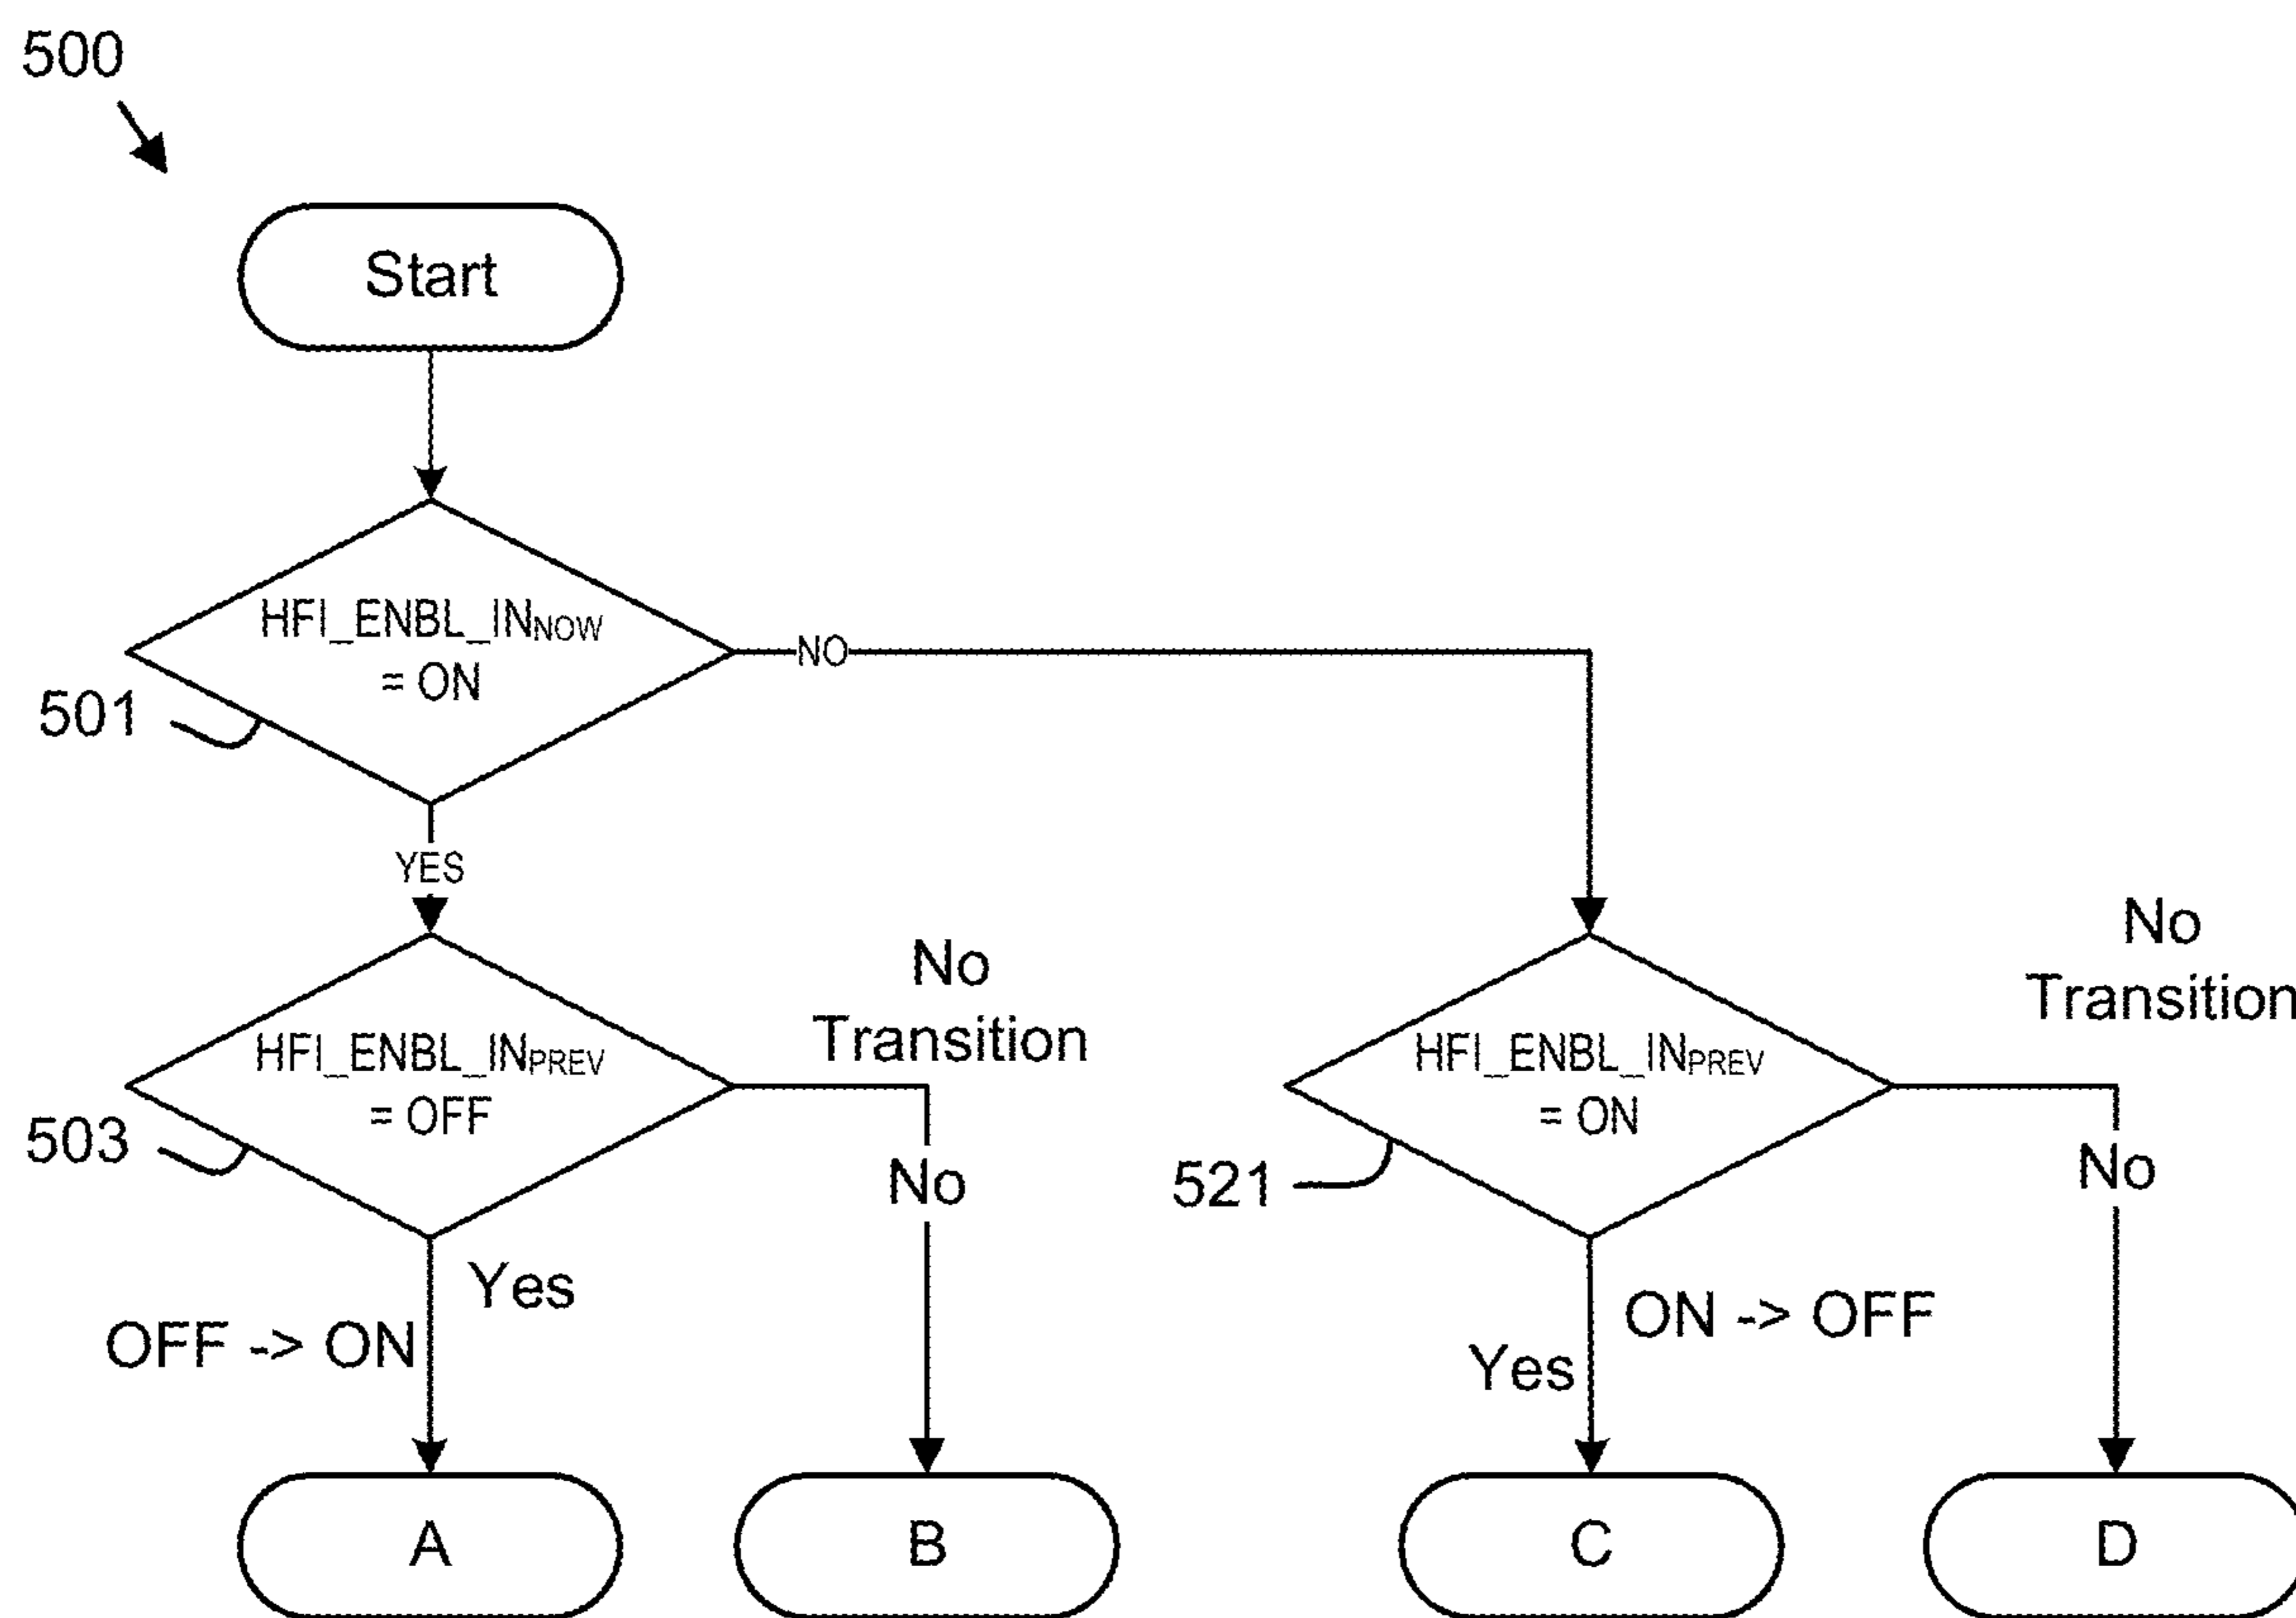 500
Start
HFI_ENBL_INNOW
= ON
NO
501
YES
HFI_ENBL_INPREV
= OFF
No
Transition
503
No
Yes
OFF -> ON
HFI_ENBL_INPREV
= ON
No
Transition
521
No
ON -> OFF
Yes
A
B
C
D